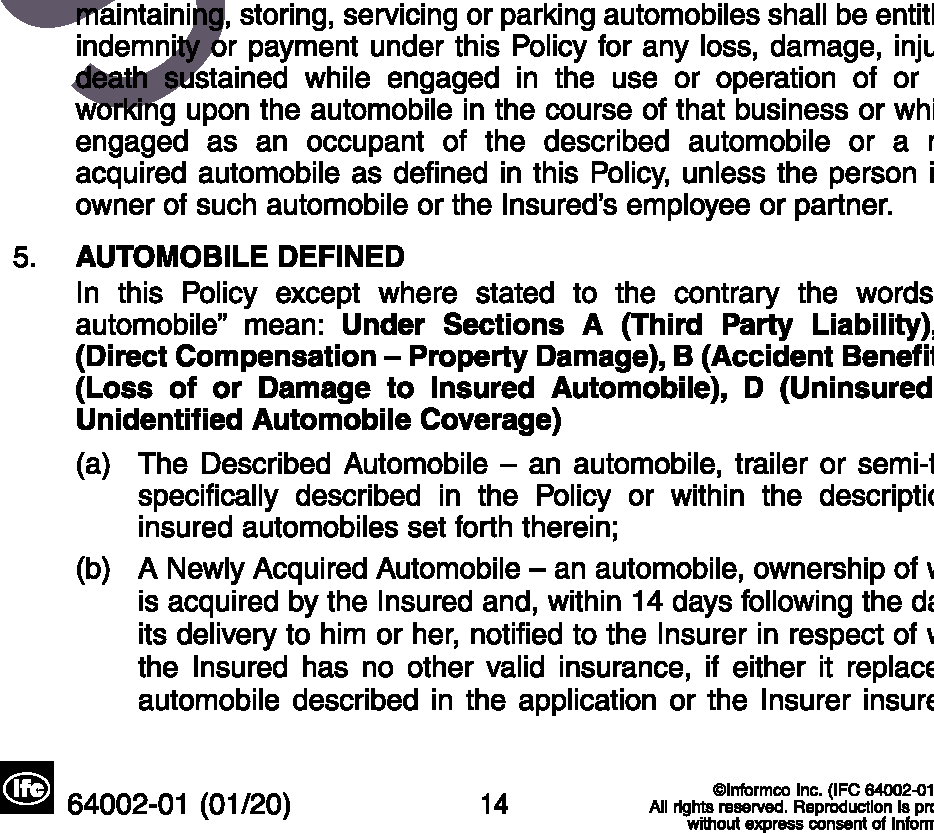 maintaining, storing, servicing or parking automobiles shall be entitl
indemnity or payment under this Policy for any loss, damage, inju
death sustained while engaged in the use or operation of or
working upon the automobile in the course of that business or whi
engaged as an occupant of the described automobile or a
acquired automobile as defined in this Policy, unless the person i
owner of such automobile or the Insured's employee or partner.
5. AUTOMOBILE DEFINED
In this Policy except where stated to the contrary the words
automobile” mean: Under Sections A (Third Party Liability),
(Direct Compensation – Property Damage), B (Accident Benefit
(Loss of or Damage to Insured Automobile), D (Uninsured
Unidentified Automobile Coverage)
(a) The Described Automobile – an automobile, trailer or semi-t
specifically described in the Policy or within the descriptio
insured automobiles set forth therein;
(b) A Newly Acquired Automobile – an automobile, ownership of w
is acquired by the Insured and, within 14 days following the da
its delivery to him or her, notified to the Insurer in respect of w
the Insured has no other valid insurance, if either it replace
automobile described in the application or the Insurer insure
ifc 64002-01 (01/20)
14
©Informco Inc. (IFC 64002-01
All rights reserved. Reproduction is pro
without express consent of Inform